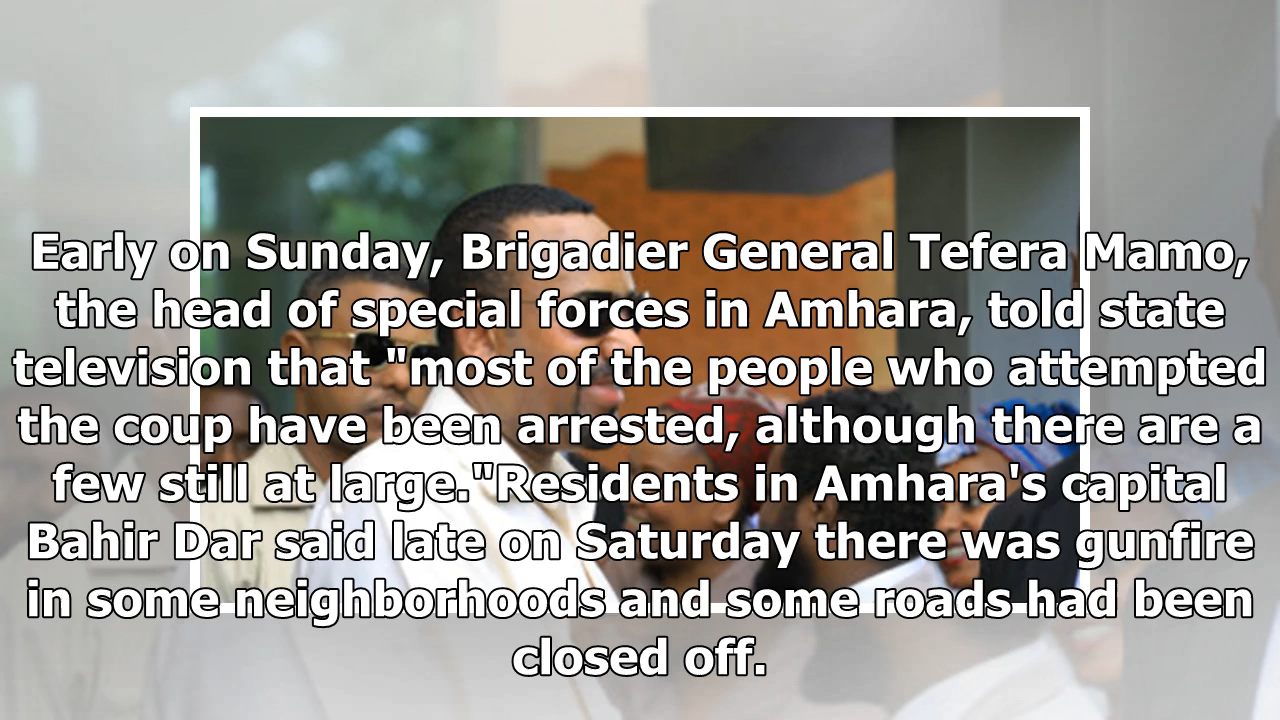 Early on Sunday, Brigadier General Tefera Mamo,
the head of special forces in Amhara, told state
television that "most of the people who attempted
the coup have been arrested, although there are a
few still at large."Residents in Amhara's capital
Bahir Dar said late on Saturday there was gunfire
in some neighborhoods and some roads had been
closed off.